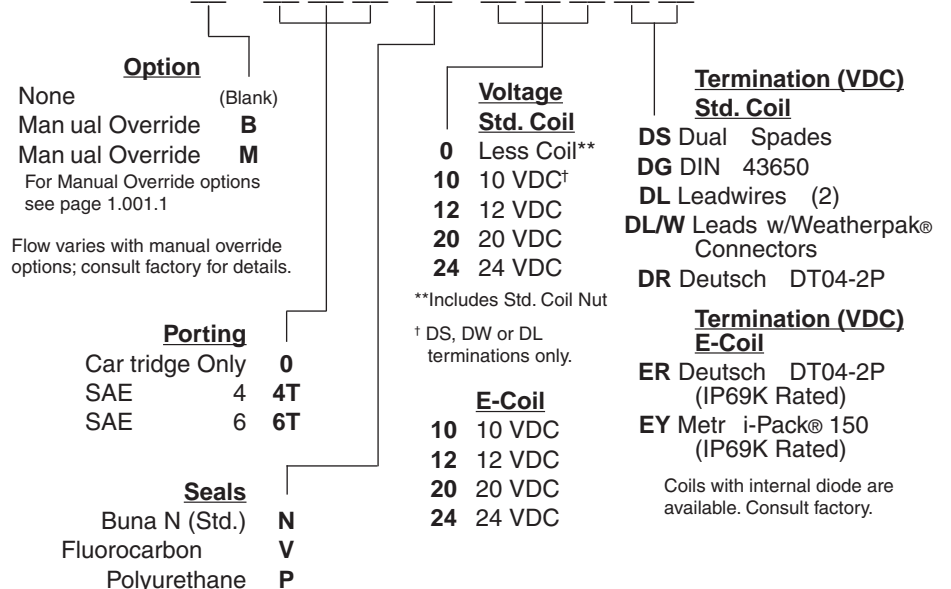 Option
None (Blank)
Man ual Override B
Man ual Override M
For Manual Override options
see page 1.001.1
Flow varies with manual override
options; consult factory for details.
Porting
Car tridge Only 0
SAE 4 4T
SAE 6 6T
Seals
Buna N (Std.) N
Fluorocarbon V
Polyurethane P
Voltage
Std. Coil
0 Less Coil**
10 10 VDC†
12 12 VDC
20 20 VDC
24 24 VDC
**Includes Std. Coil Nut
† DS, DW or DL
terminations only.
E-Coil
10 10 VDC
12 12 VDC
20 20 VDC
24 24 VDC
Termination (VDC)
Std. Coil
DS Dual Spades
DG DIN 43650
DL Leadwires (2)
DL/W Leads w/Weatherpak®
Connectors
DR Deutsch DT04-2P
Termination (VDC)
E-Coil
ER Deutsch DT04-2P
(IP69K Rated)
EY Metr i-Pack® 150
(IP69K Rated)
Coils with internal diode are
available. Consult factory.